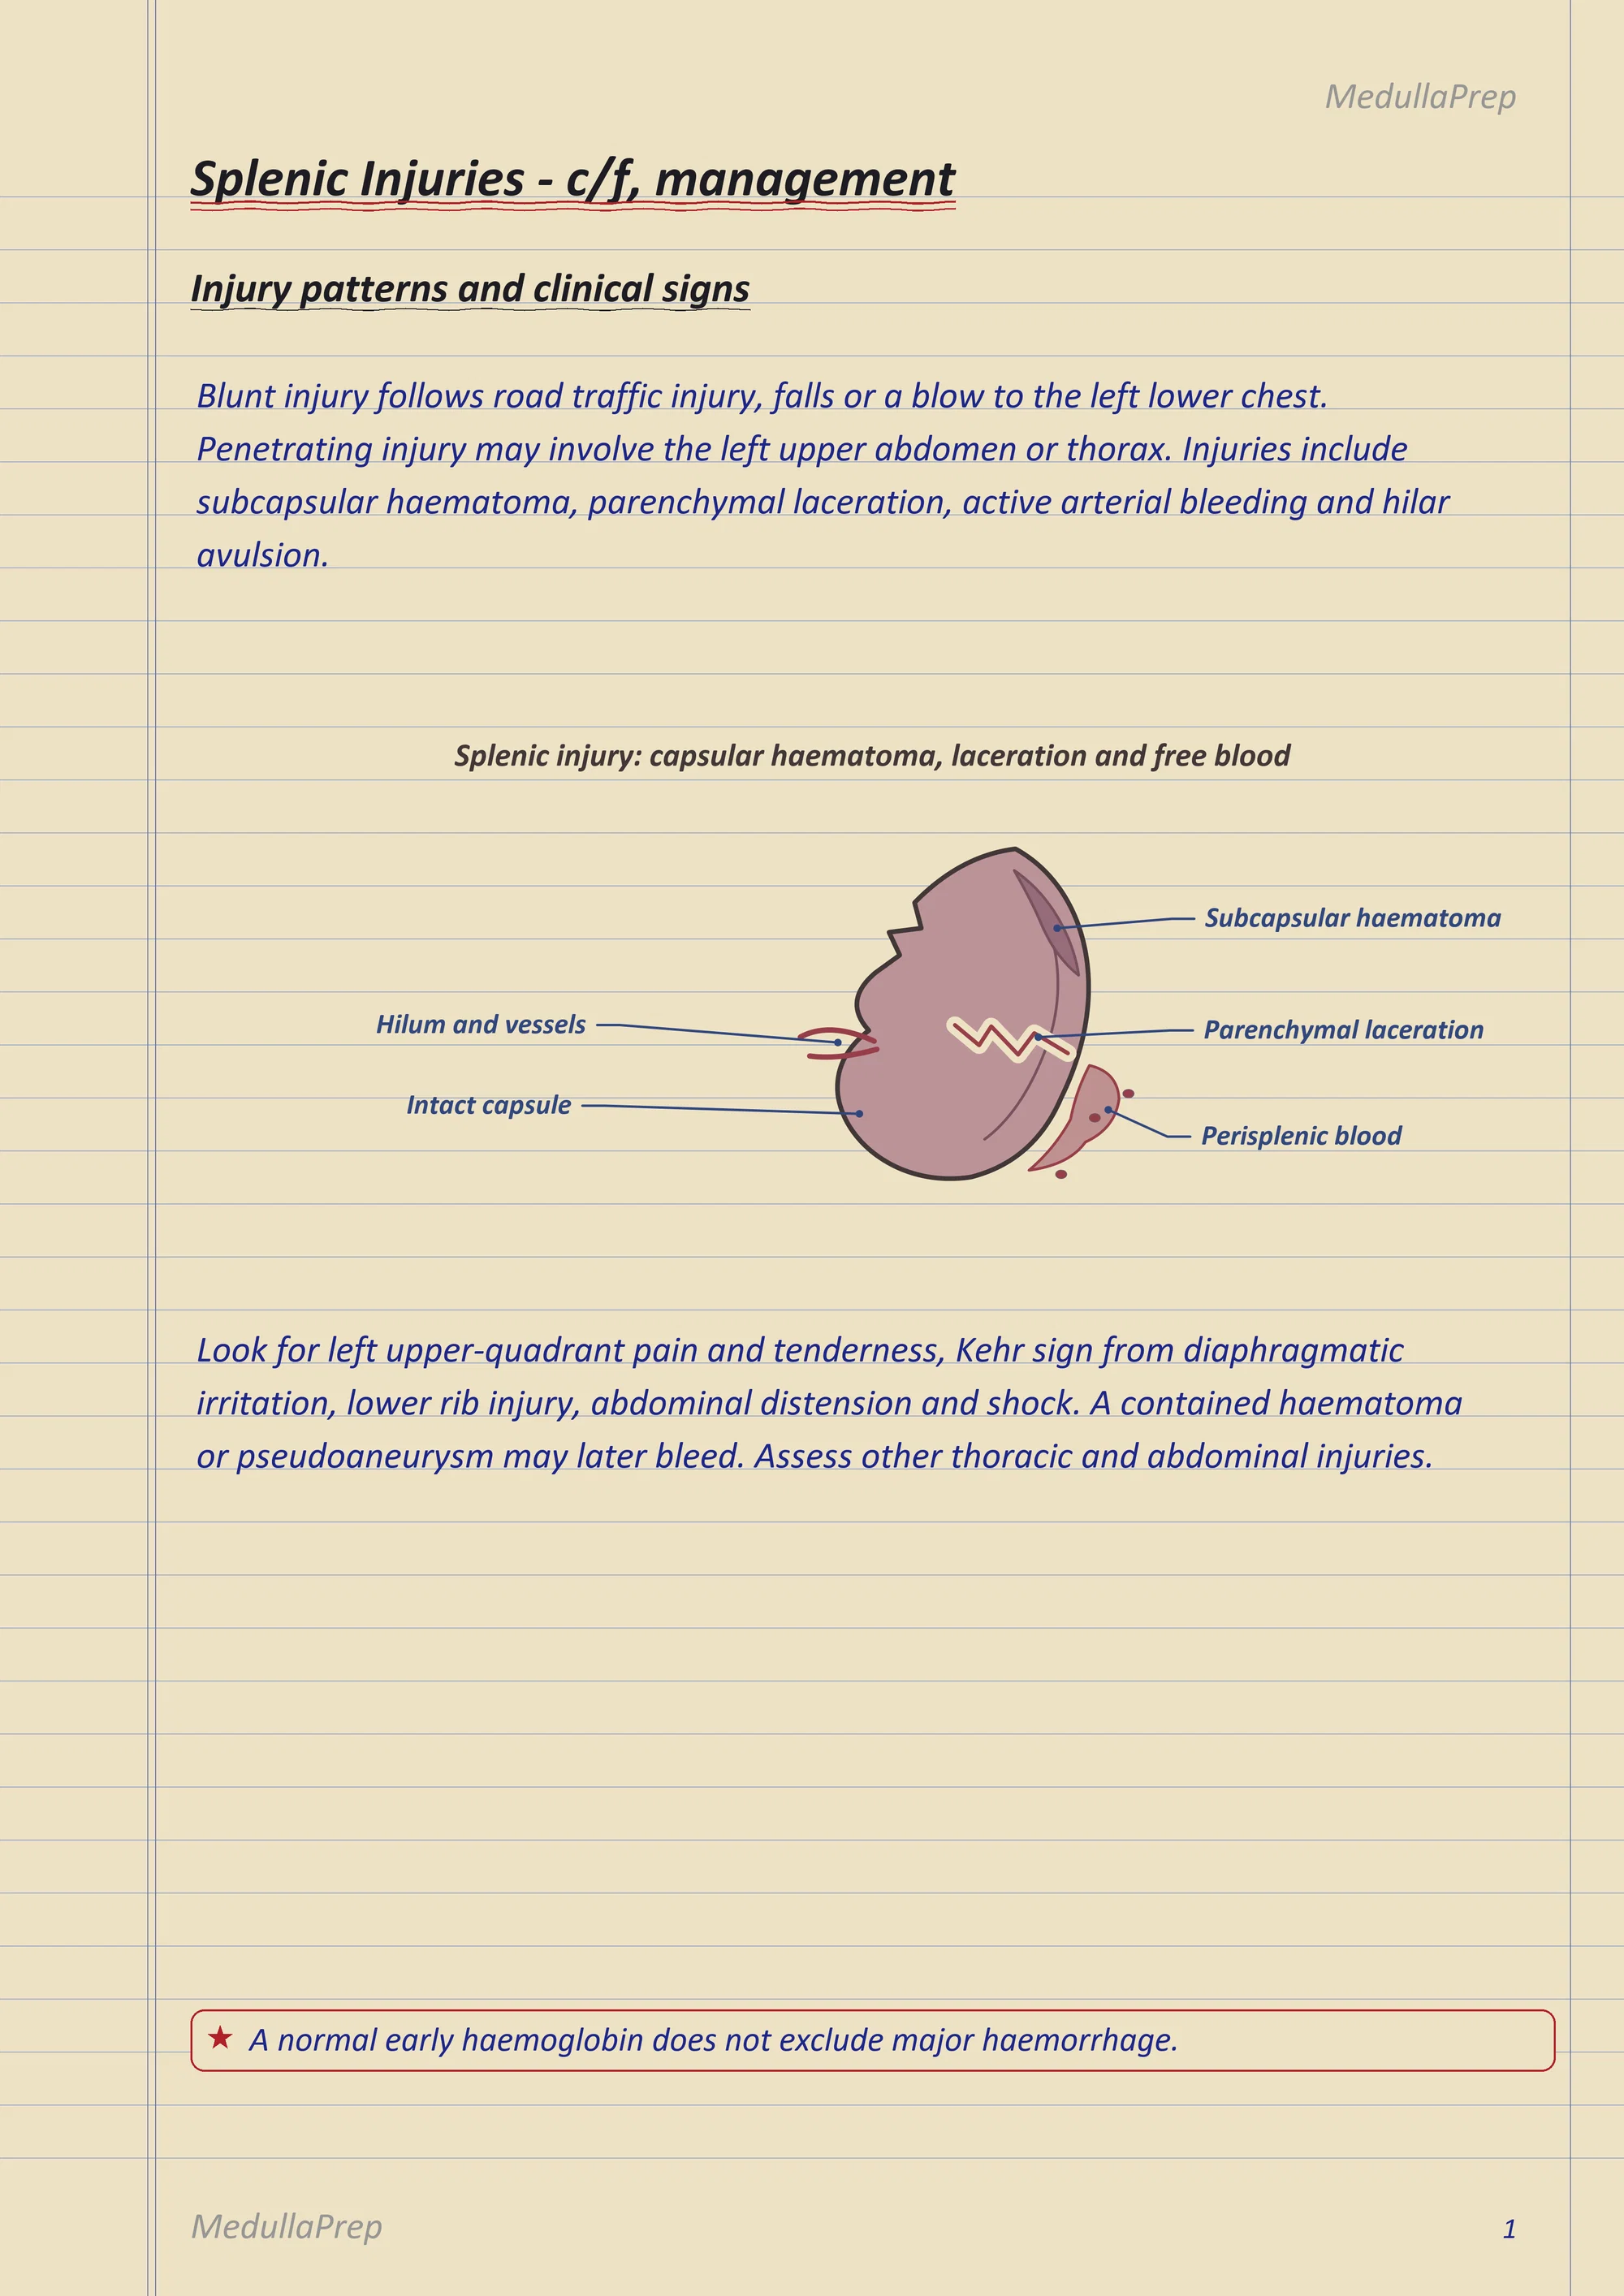 MedullaPrep
Splenic Injuries - c/f, management
Injury patterns and clinical signs
Blunt injury follows road traffic injury, falls or a blow to the left lower chest.
Penetrating injury may involve the left upper abdomen or thorax. Injuries include
subcapsular haematoma, parenchymal laceration, active arterial bleeding and hilar
avulsion.
Splenic injury: capsular haematoma, laceration and free blood
Subcapsular haematoma
Hilum and vessels
Parenchymal laceration
Intact capsule
Perisplenic blood
Look for left upper-quadrant pain and tenderness, Kehr sign from diaphragmatic
irritation, lower rib injury, abdominal distension and shock. A contained haematoma
or pseudoaneurysm may later bleed. Assess other thoracic and abdominal injuries.
★ A normal early haemoglobin does not exclude major haemorrhage.
MedullaPrep
1